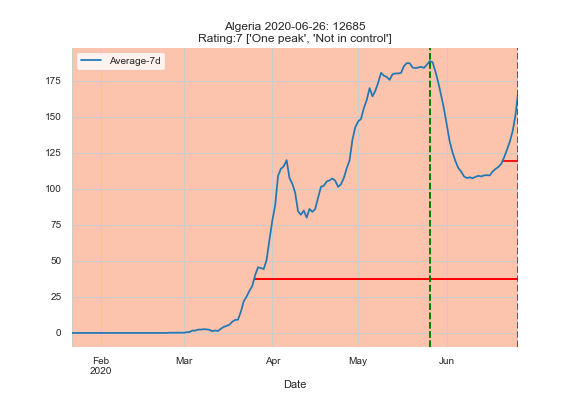 Algeria 2020-06-26: 12685
Rating:7 ['One peak', 'Not in control']
Average-7d
175
150
125
100
75
50
25
0
Feb
2020
Mar
Apr
May
Jun
Date